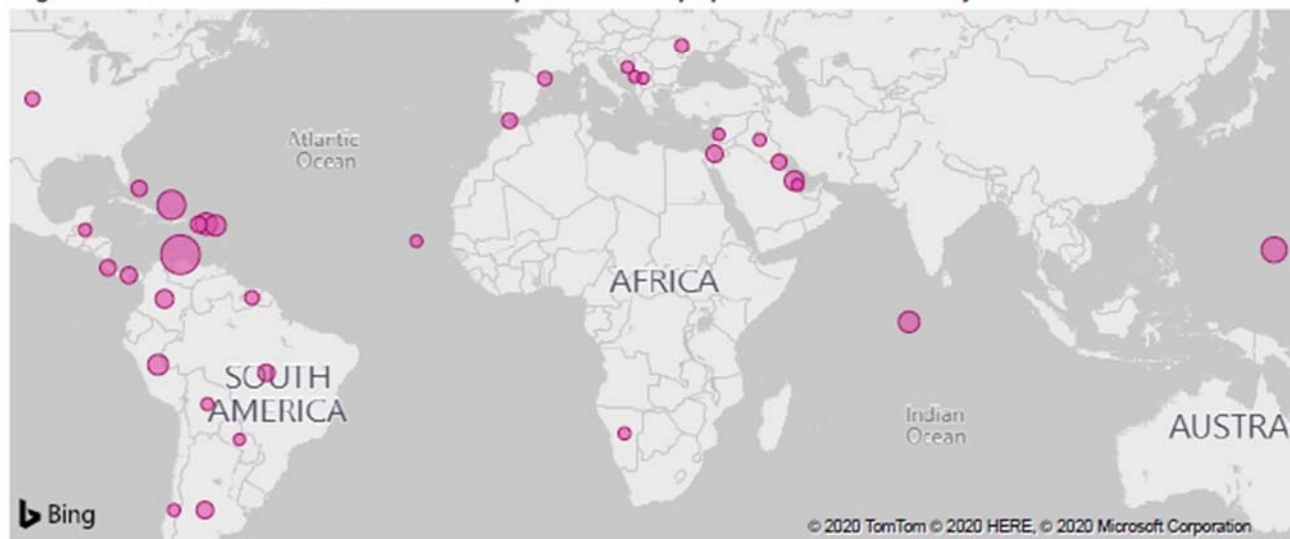 Atlantic
Ocean
AFRICA
SOUTH
AMERICA
Indian
Ocean
AUSTRA
Bing
© 2020 TomTom © 2020 HERE, © 2020 Microsoft Corporation